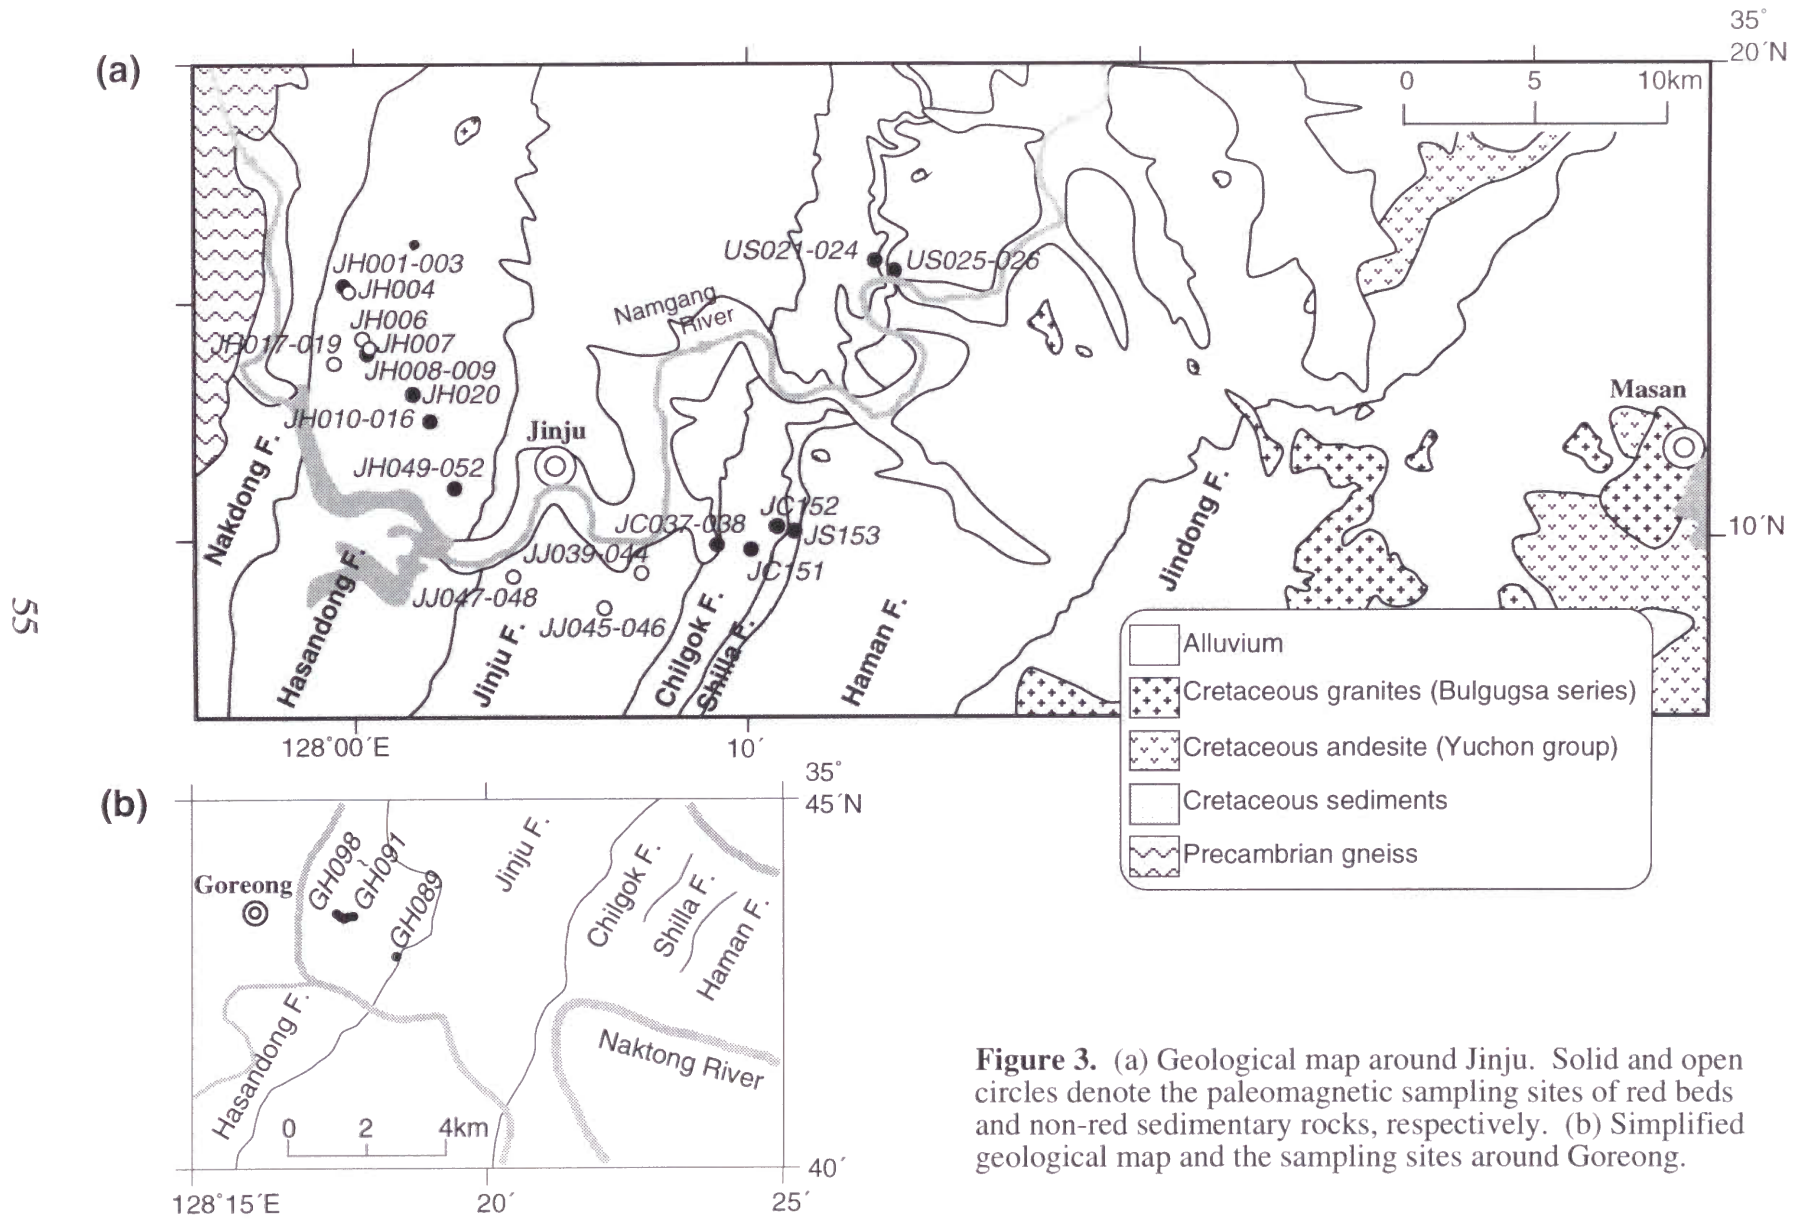 (a)
35°
20´N
0 5 10km
JH001-003
JH004
JH006
JH017-019
JH007
JH008-009
JH020
JH010-016
JH049-052
US021-024
US025-026
Namgang
River
Jinju
Masan
JC037-038
JC152
JS153
JC151
JJ039-044
JJ047-048
JJ045-046
10´N
Nakdong F.
Hasandong F.
Jinju F.
Chilgok F.
Shilla F.
Haman F.
Jindong F.
Alluvium
Cretaceous granites (Bulgugsa series)
Cretaceous andesite (Yuchon group)
Cretaceous sediments
Precambrian gneiss
128°00´E
10´
55
(b)
35°
45´N
Goreong
GH098
~
GH091
GH089
Jinju F.
Chilgok F.
Shilla F.
Haman F.
Hasandong F.
Naktong River
0 2 4km
40´
128°15´E
20´
25´
Figure 3. (a) Geological map around Jinju. Solid and open
circles denote the paleomagnetic sampling sites of red beds
and non-red sedimentary rocks, respectively. (b) Simplified
geological map and the sampling sites around Goreong.